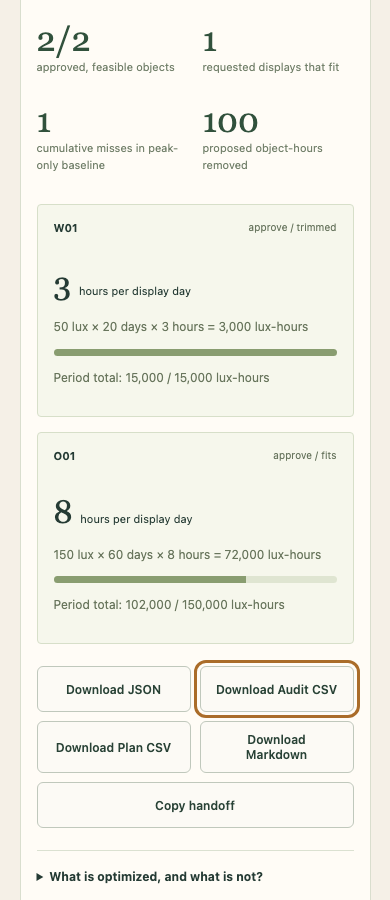 2/2
approved, feasible objects
1
requested displays that fit
1
cumulative misses in peak-
only baseline
100
proposed object-hours
removed
W01
approve / trimmed
3 hours per display day
50 lux × 20 days × 3 hours = 3,000 lux-hours
Period total: 15,000 / 15,000 lux-hours
O01
approve / fits
8 hours per display day
150 lux × 60 days × 8 hours = 72,000 lux-hours
Period total: 102,000 / 150,000 lux-hours
Download JSON
Download Audit CSV
Download Plan CSV
Download
Markdown
Copy handoff
What is optimized, and what is not?